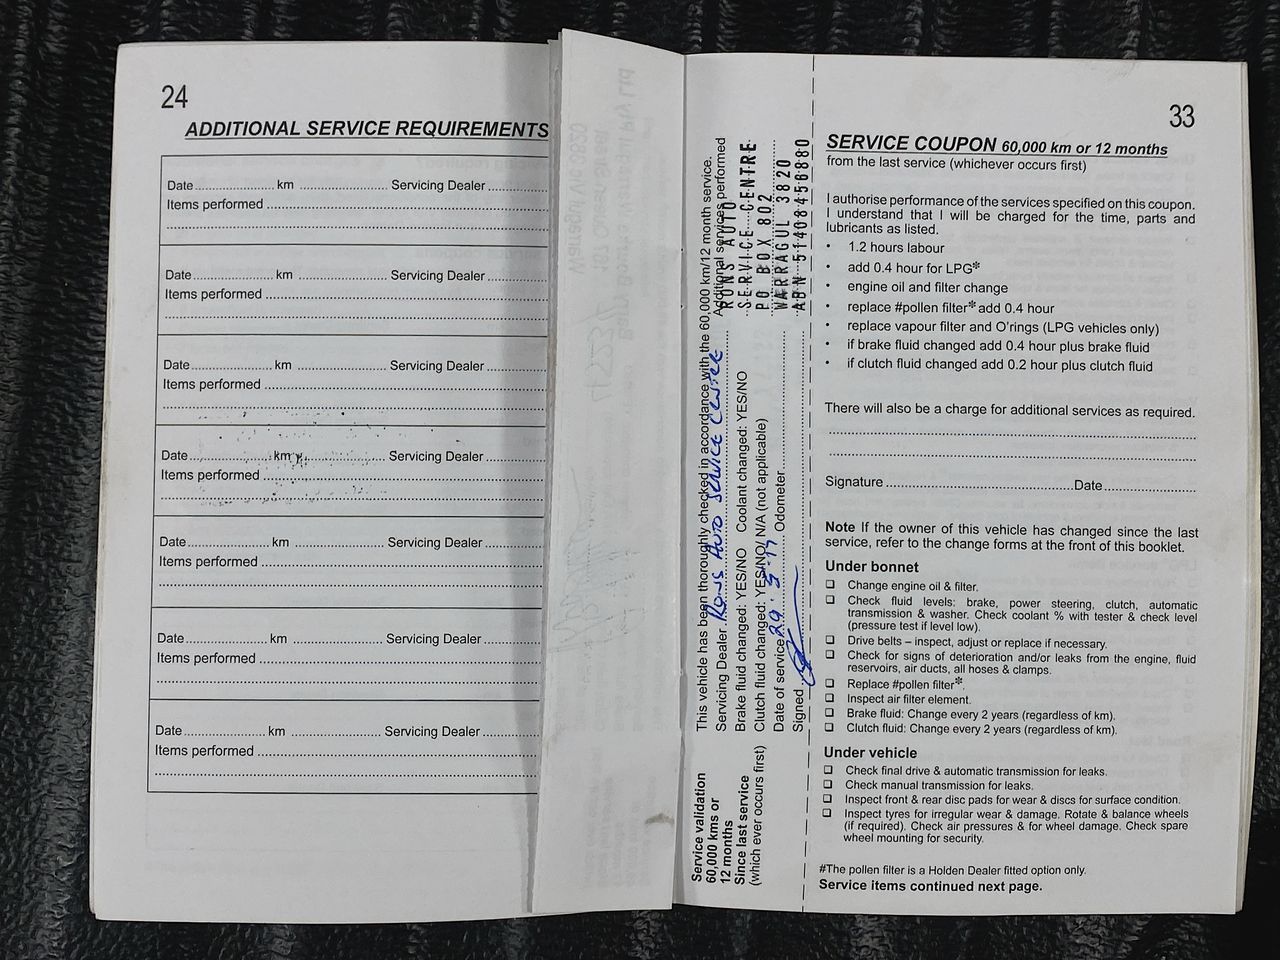 24
ADDITIONAL SERVICE REQUIREMENTS
Date.................... km ...................... Servicing Dealer ............
Items performed ..............................
..............................
Date.................... km ...................... Servicing Dealer ............
Items performed ..............................
..............................
Date.................... km ...................... Servicing Dealer ............
Items performed ..............................
..............................
Date.................... km ...................... Servicing Dealer ............
Items performed ..............................
..............................
Date.................... km ...................... Servicing Dealer ............
Items performed ..............................
..............................
Date.................... km ...................... Servicing Dealer ............
Items performed ..............................
..............................
Date.................... km ...................... Servicing Dealer ............
Items performed ..............................
..............................
Service validation
60,000 kms or
12 months
Since last service
(which ever occurs first)
This vehicle has been thoroughly checked in accordance with the 60,000 km/12 month service.
Servicing Dealer RONS AUTO SERVICE CENTRE Additional services performed
Brake fluid changed: YES/NO Coolant changed: YES/NO
Clutch fluid changed: YES/NO/ N/A (not applicable)
Date of service 29.5.17 Odometer
Signed
RONS AUTO
SERVICE CENTRE
PO BOX 802
WARRAGUL 3820
ABN 51408456880
33
SERVICE COUPON 60,000 km or 12 months
from the last service (whichever occurs first)
I authorise performance of the services specified on this coupon.
I understand that I will be charged for the time, parts and
lubricants as listed.
• 1.2 hours labour
• add 0.4 hour for LPG*
• engine oil and filter change
• replace #pollen filter* add 0.4 hour
• replace vapour filter and O'rings (LPG vehicles only)
• if brake fluid changed add 0.4 hour plus brake fluid
• if clutch fluid changed add 0.2 hour plus clutch fluid
There will also be a charge for additional services as required.
Signature ..............................Date....................
Note If the owner of this vehicle has changed since the last
service, refer to the change forms at the front of this booklet.
Under bonnet
❑ Change engine oil & filter.
❑ Check fluid levels; brake, power steering, clutch, automatic
transmission & washer. Check coolant % with tester & check level
(pressure test if level low).
❑ Drive belts – inspect, adjust or replace if necessary.
❑ Check for signs of deterioration and/or leaks from the engine, fluid
reservoirs, air ducts, all hoses & clamps.
❑ Replace #pollen filter*.
❑ Inspect air filter element.
❑ Brake fluid: Change every 2 years (regardless of km).
❑ Clutch fluid: Change every 2 years (regardless of km).
Under vehicle
❑ Check final drive & automatic transmission for leaks.
❑ Check manual transmission for leaks.
❑ Inspect front & rear disc pads for wear & discs for surface condition.
❑ Inspect tyres for irregular wear & damage. Rotate & balance wheels
(if required). Check air pressures & for wheel damage. Check spare
wheel mounting for security.
#The pollen filter is a Holden Dealer fitted option only.
Service items continued next page.